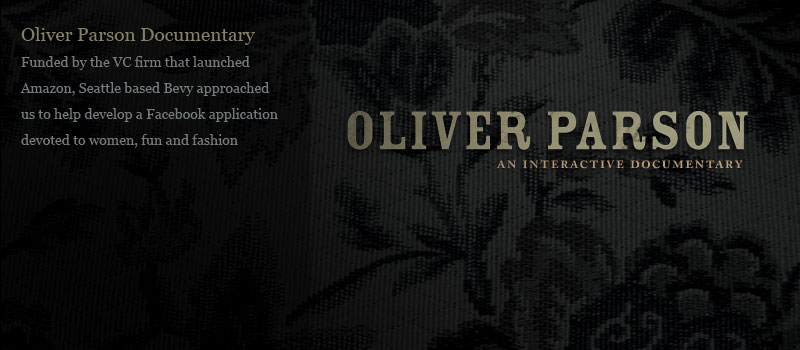 Oliver Parson Documentary
Funded by the VC firm that launched
Amazon, Seattle based Bevy approached
us to help develop a Facebook application
devoted to women, fun and fashion
OLIVER PARSON
AN INTERACTIVE DOCUMENTARY